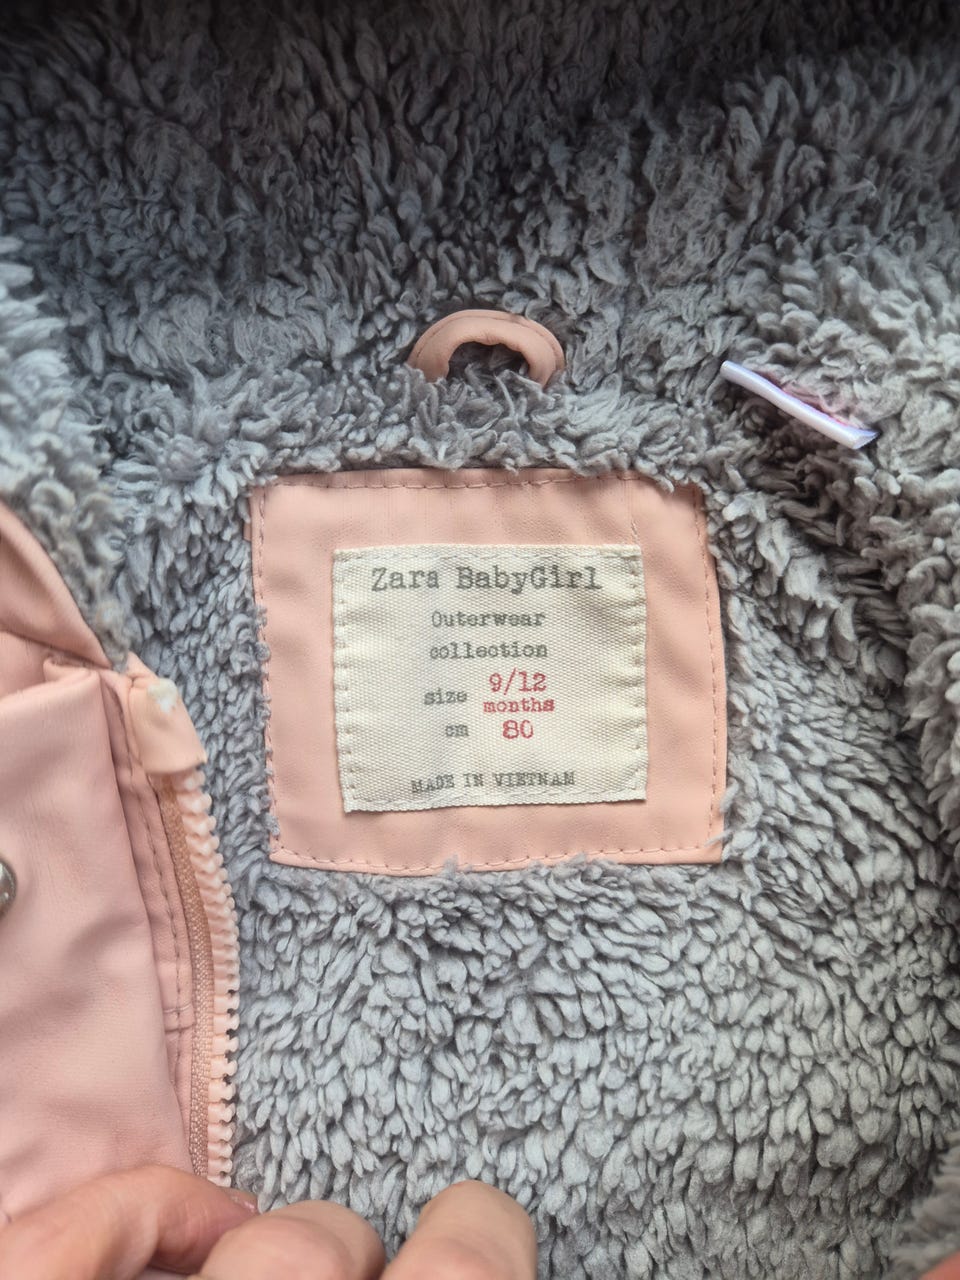 Zara BabyGirl
Outerwear
collection
size 9/12
months
cm 80
MADE IN VIETNAM